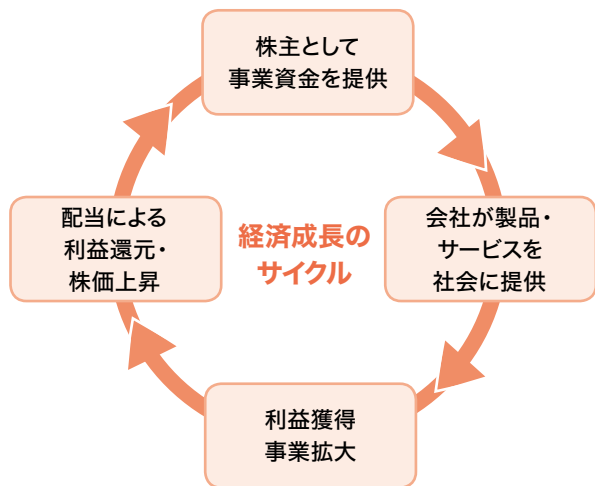 株主として
事業資金を提供
会社が製品・
サービスを
社会に提供
利益獲得
事業拡大
配当による
利益還元・
株価上昇
経済成長の
サイクル